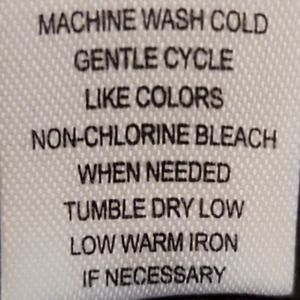 MACHINE WASH COLD
GENTLE CYCLE
LIKE COLORS
NON-CHLORINE BLEACH
WHEN NEEDED
TUMBLE DRY LOW
LOW WARM IRON
IF NECESSARY